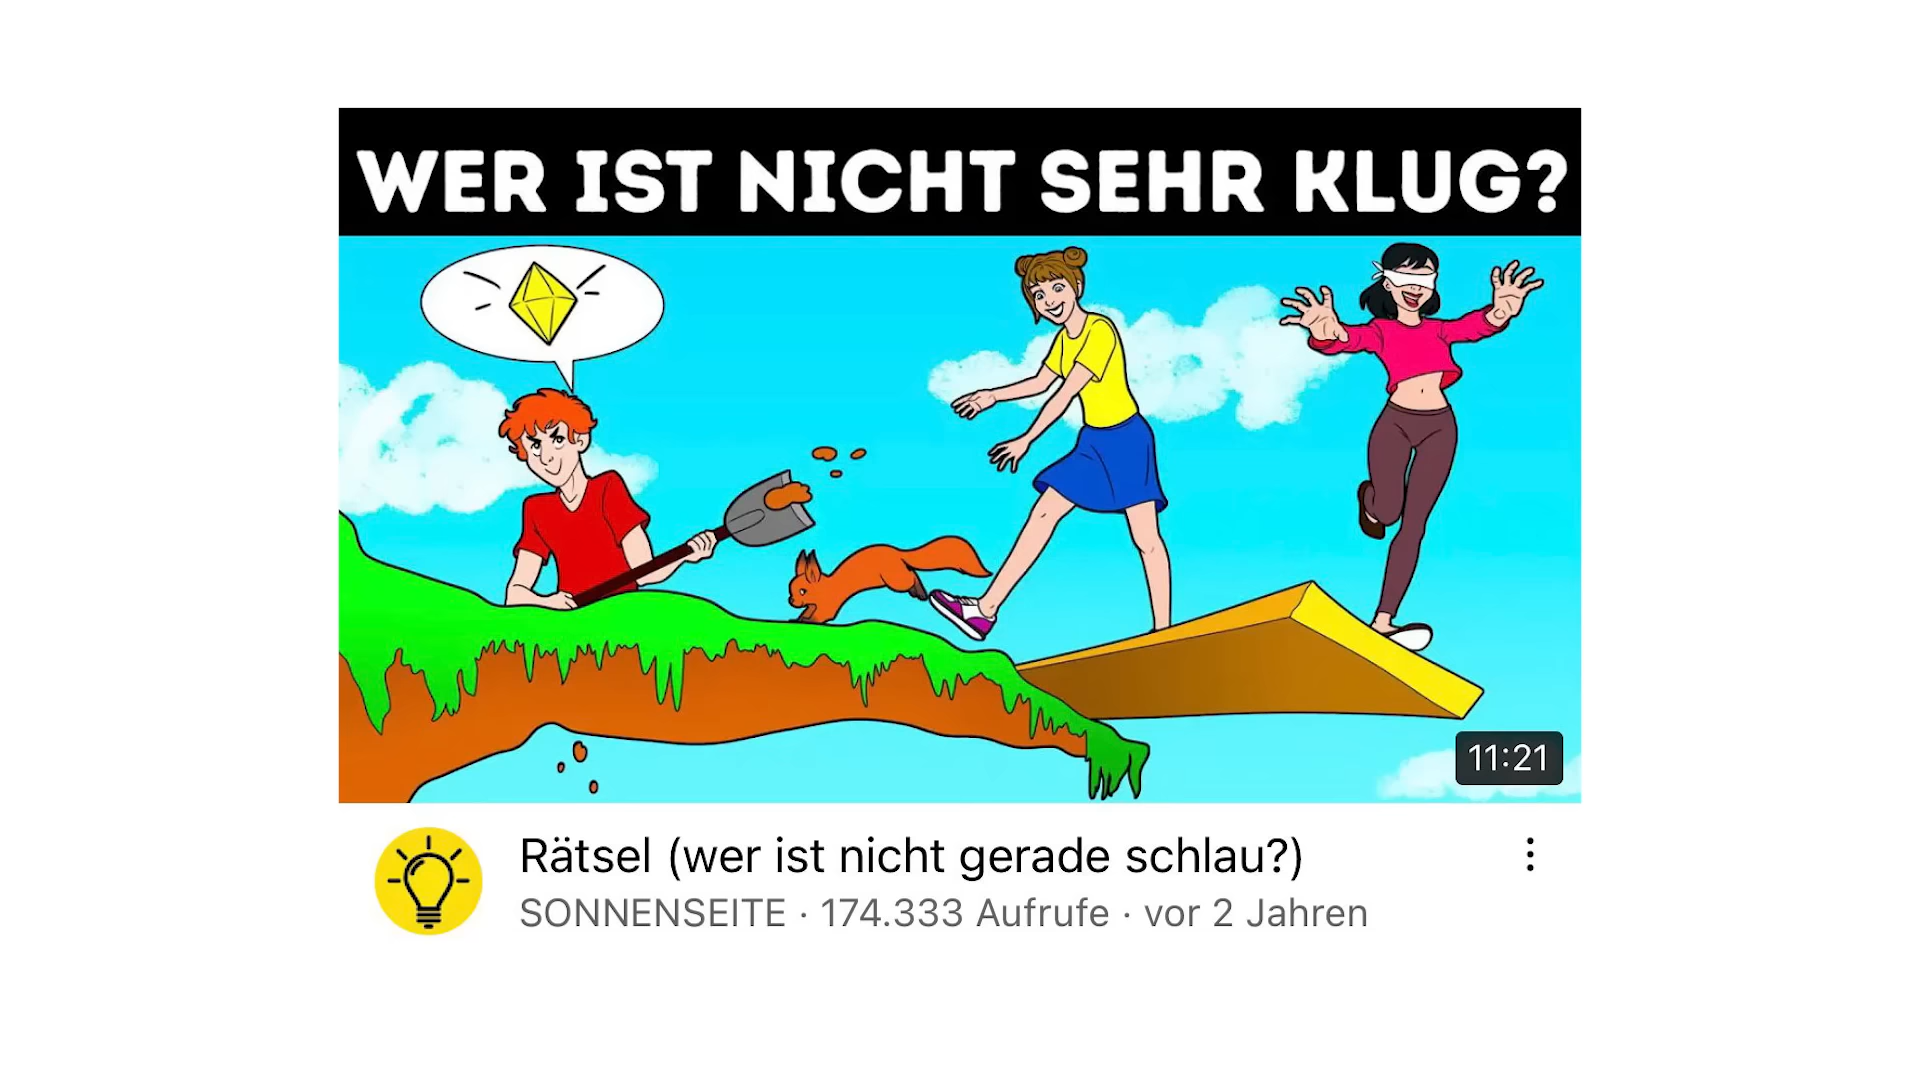 WER IST NICHT SEHR KLUG?
11:21
Rätsel (wer ist nicht gerade schlau?)
SONNENSEITE · 174.333 Aufrufe · vor 2 Jahren